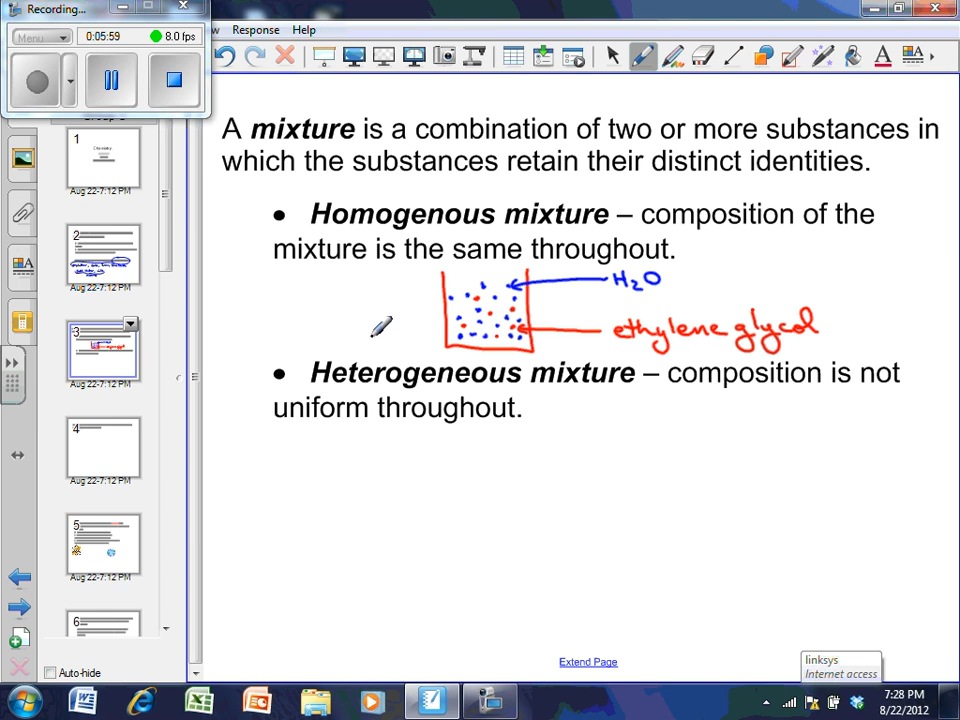 Recording...
Menu
0:05:59
8.0 fps
Response
Help
1
Aug 22-7:12 PM
2
Aug 22-7:12 PM
3
Aug 22-7:12 PM
4
Aug 22-7:12 PM
5
Aug 22-7:12 PM
6
Auto-hide
A mixture is a combination of two or more substances in
which the substances retain their distinct identities.
• Homogenous mixture – composition of the
mixture is the same throughout.
H₂O
ethylene glycol
• Heterogeneous mixture – composition is not
uniform throughout.
Extend Page
linksys
Internet access
7:28 PM
8/22/2012